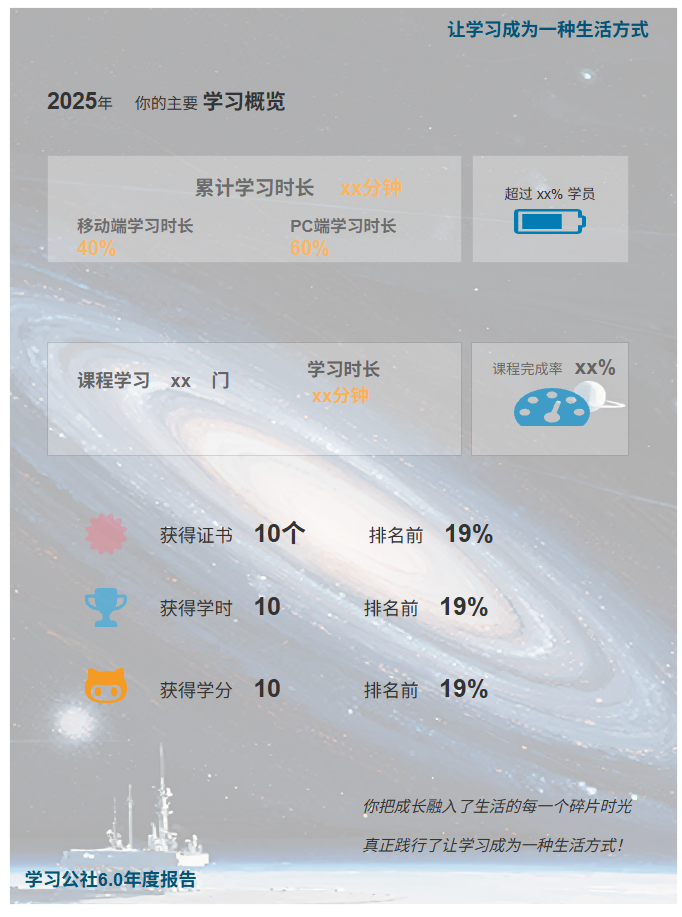 让学习成为一种生活方式
2025年 你的主要 学习概览
累计学习时长 xx分钟
移动端学习时长 PC端学习时长
40% 60%
超过 xx% 学员
课程学习 xx 门
学习时长
xx分钟
课程完成率 xx%
获得证书 10个 排名前 19%
获得学时 10 排名前 19%
获得学分 10 排名前 19%
你把成长融入了生活的每一个碎片时光
真正践行了让学习成为一种生活方式！
学习公社6.0年度报告